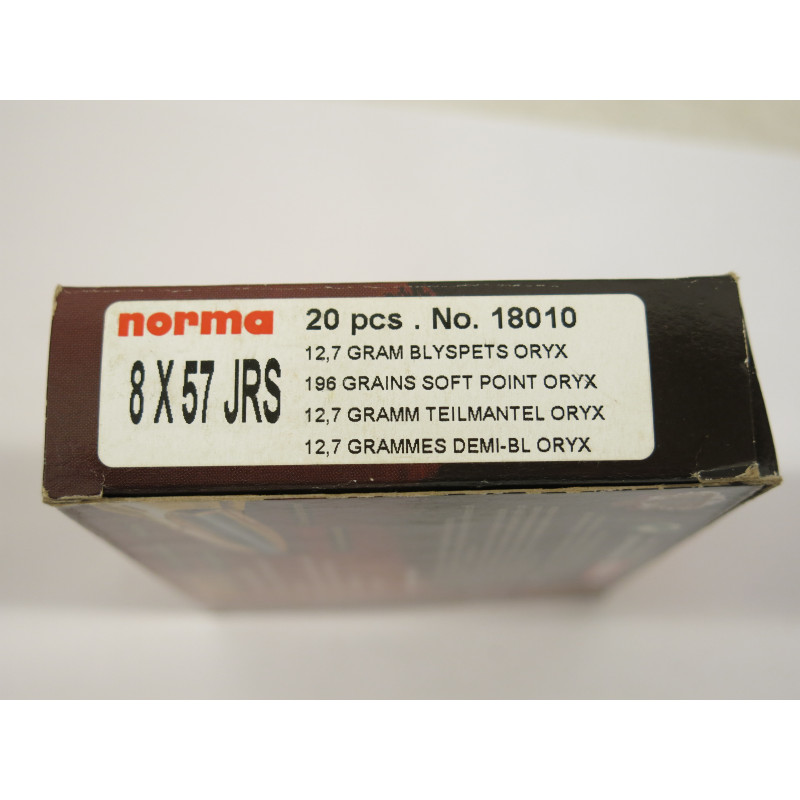 norma
8 X 57 JRS
20 pcs . No. 18010
12,7 GRAM BLYSPETS ORYX
196 GRAINS SOFT POINT ORYX
12,7 GRAMM TEILMANTEL ORYX
12,7 GRAMMES DEMI-BL ORYX